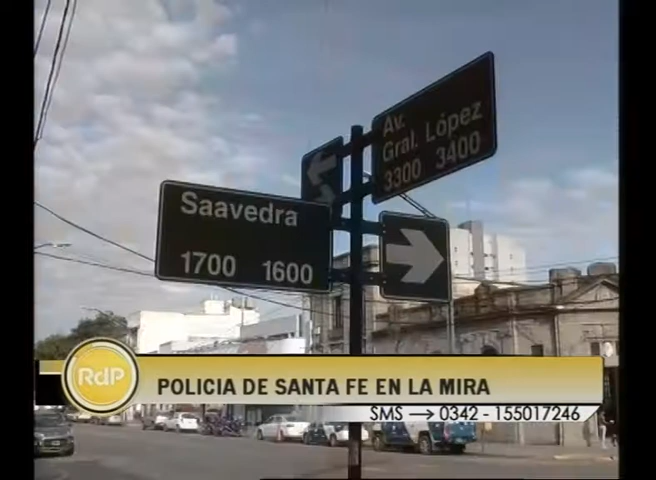 Av.
Gral. López
3300 3400
Saavedra
1700 1600
RdP
POLICIA DE SANTA FE EN LA MIRA
SMS → 0342 - 155017246